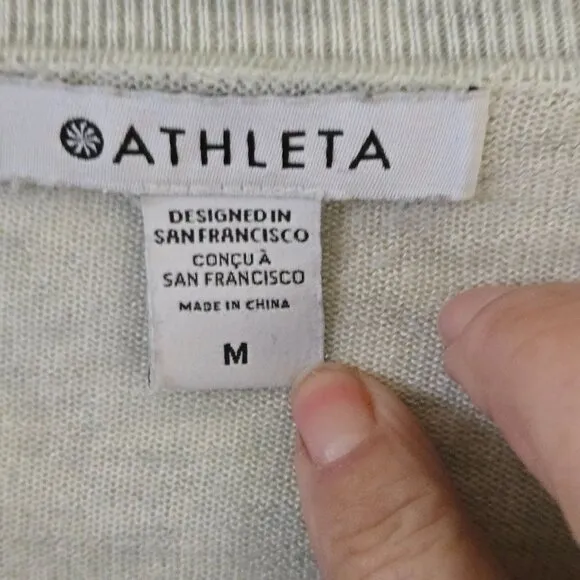 ATHLETA
DESIGNED IN
SAN FRANCISCO
CONÇU À
SAN FRANCISCO
MADE IN CHINA
M